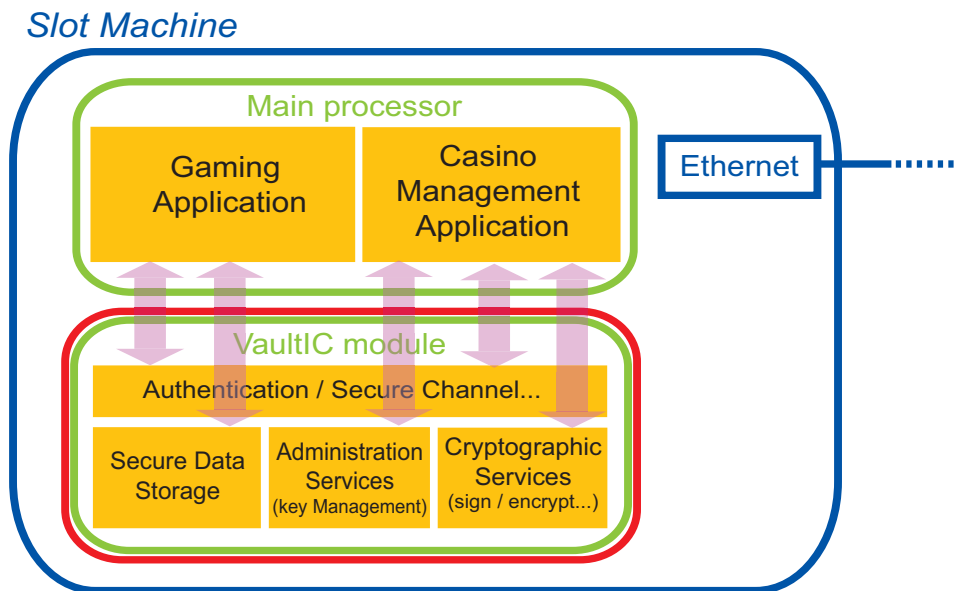 Slot Machine
Main processor
Gaming
Application
Casino
Management
Application
Ethernet
VaultIC module
Authentication / Secure Channel...
Secure Data
Storage
Administration
Services
(key Management)
Cryptographic
Services
(sign / encrypt...)